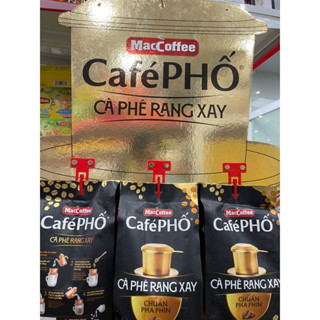 MacCoffee
CaféPHỐ®
CÀ PHÊ RANG XAY
MacCoffee
CaféPHỐ
CÀ PHÊ RANG XAY
MacCoffee
CaféPHỐ
CÀ PHÊ RANG XAY
CHUẨN
PHA PHIN
MacCoffee
CaféPHỐ
CÀ PHÊ RANG XAY
CHUẨN
PHA PHIN